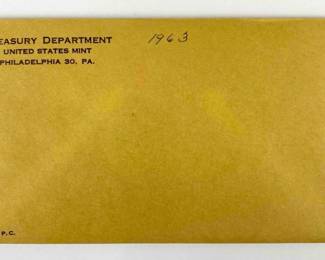 EASURY DEPARTMENT
UNITED STATES MINT
PHILADELPHIA 30. PA.
1963
P. C.